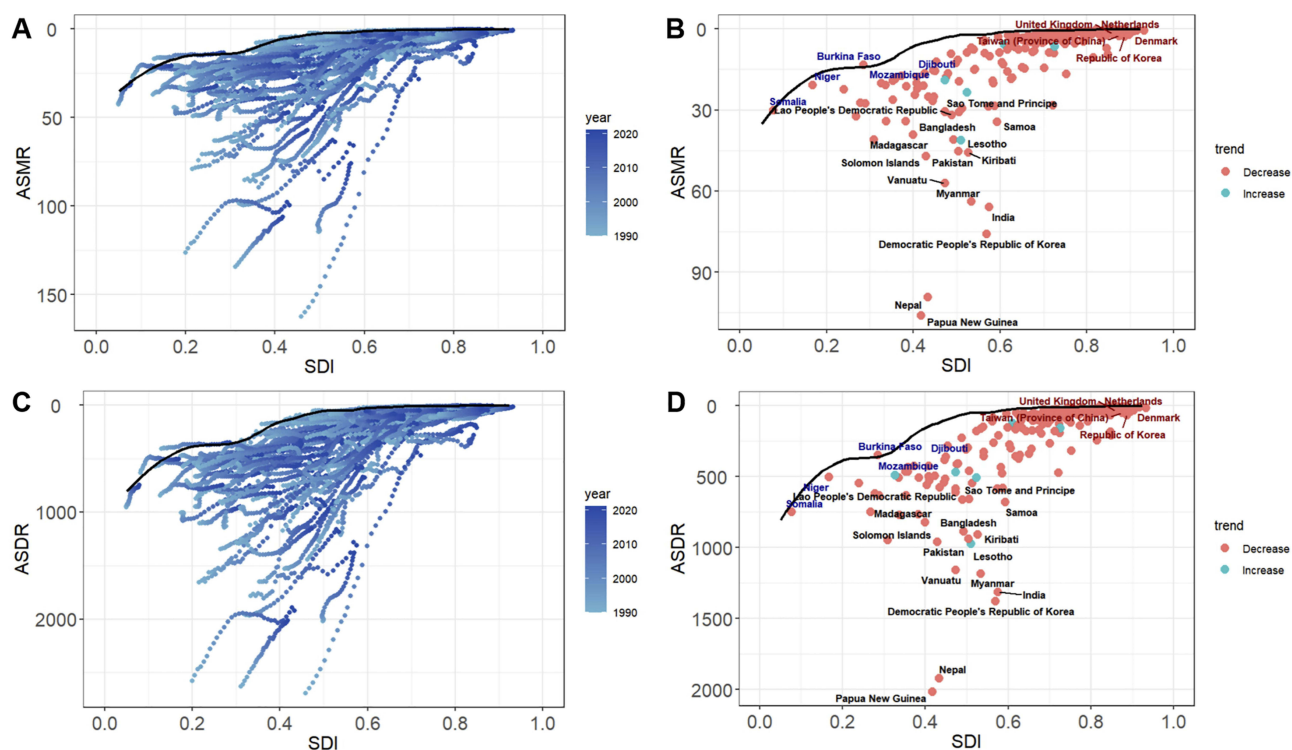 A
0
50
100
150
ASMR
0.0
0.2
0.4
0.6
0.8
1.0
SDI
year
2020
2010
2000
1990
B
0
30
60
90
ASMR
United Kingdom
Netherlands
Taiwan (Province of China)
Denmark
Republic of Korea
Burkina Faso
Djibouti
Niger
Mozambique
Somalia
Lao People's Democratic Republic
Sao Tome and Principe
Bangladesh
Samoa
Madagascar
Lesotho
Solomon Islands
Pakistan
Kiribati
Vanuatu
Myanmar
India
Democratic People's Republic of Korea
Nepal
Papua New Guinea
0.0
0.2
0.4
0.6
0.8
1.0
SDI
trend
Decrease
Increase
C
0
1000
2000
ASDR
0.0
0.2
0.4
0.6
0.8
1.0
SDI
year
2020
2010
2000
1990
D
0
500
1000
1500
2000
ASDR
United Kingdom
Netherlands
Taiwan (Province of China)
Denmark
Republic of Korea
Burkina Faso
Djibouti
Mozambique
Niger
Somalia
Lao People's Democratic Republic
Sao Tome and Principe
Madagascar
Samoa
Bangladesh
Solomon Islands
Kiribati
Pakistan
Lesotho
Vanuatu
Myanmar
India
Democratic People's Republic of Korea
Nepal
Papua New Guinea
0.0
0.2
0.4
0.6
0.8
1.0
SDI
trend
Decrease
Increase